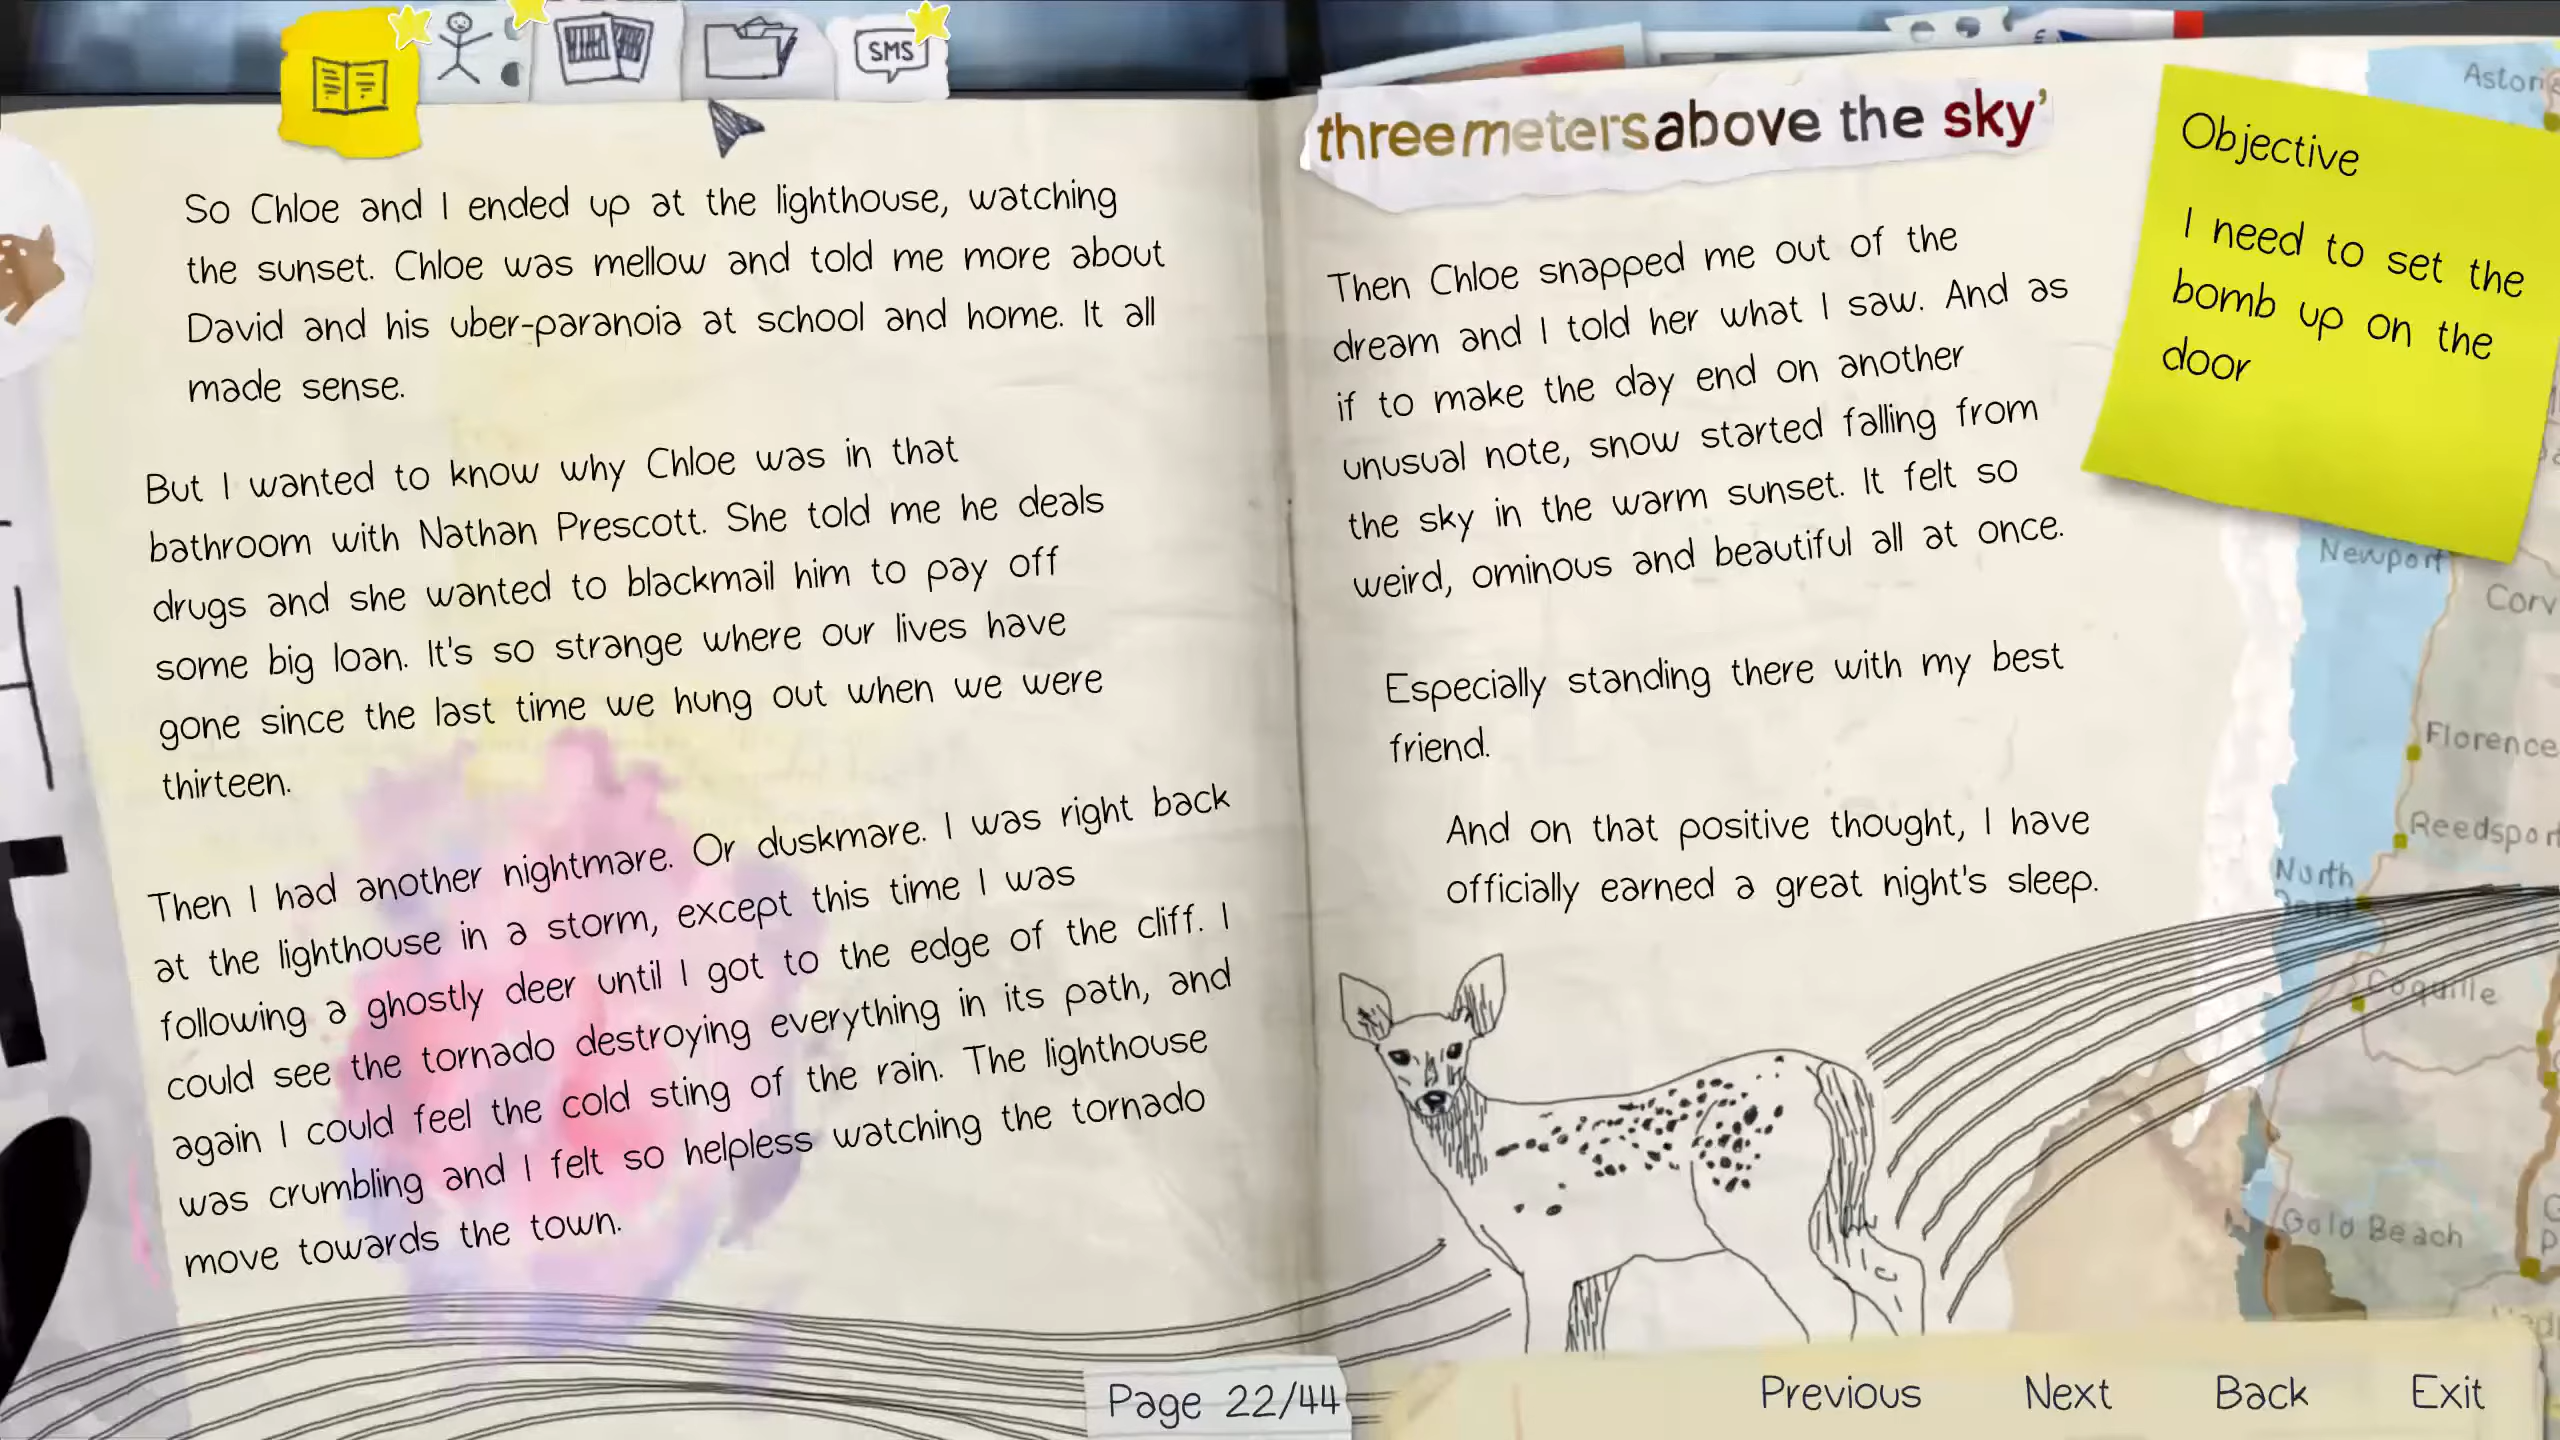 SMS
So Chloe and I ended up at the lighthouse, watching
the sunset. Chloe was mellow and told me more about
David and his uber-paranoia at school and home. It all
made sense.
But I wanted to know why Chloe was in that
bathroom with Nathan Prescott. She told me he deals
drugs and she wanted to blackmail him to pay off
some big loan. It's so strange where our lives have
gone since the last time we hung out when we were
thirteen.
Then I had another nightmare. Or duskmare. I was right back
at the lighthouse in a storm, except this time I was
following a ghostly deer until I got to the edge of the cliff. I
could see the tornado destroying everything in its path, and
again I could feel the cold sting of the rain. The lighthouse
was crumbling and I felt so helpless watching the tornado
move towards the town.
threemetersabove the sky'
Then Chloe snapped me out of the
dream and I told her what I saw. And as
if to make the day end on another
unusual note, snow started falling from
the sky in the warm sunset. It felt so
weird, ominous and beautiful all at once.
Especially standing there with my best
friend.
And on that positive thought, I have
officially earned a great night's sleep.
Objective
I need to set the
bomb up on the
door
Newport
Corv
Florence
Reedsport
North
Coquille
Gold Beach
Page 22/44
Previous
Next
Back
Exit